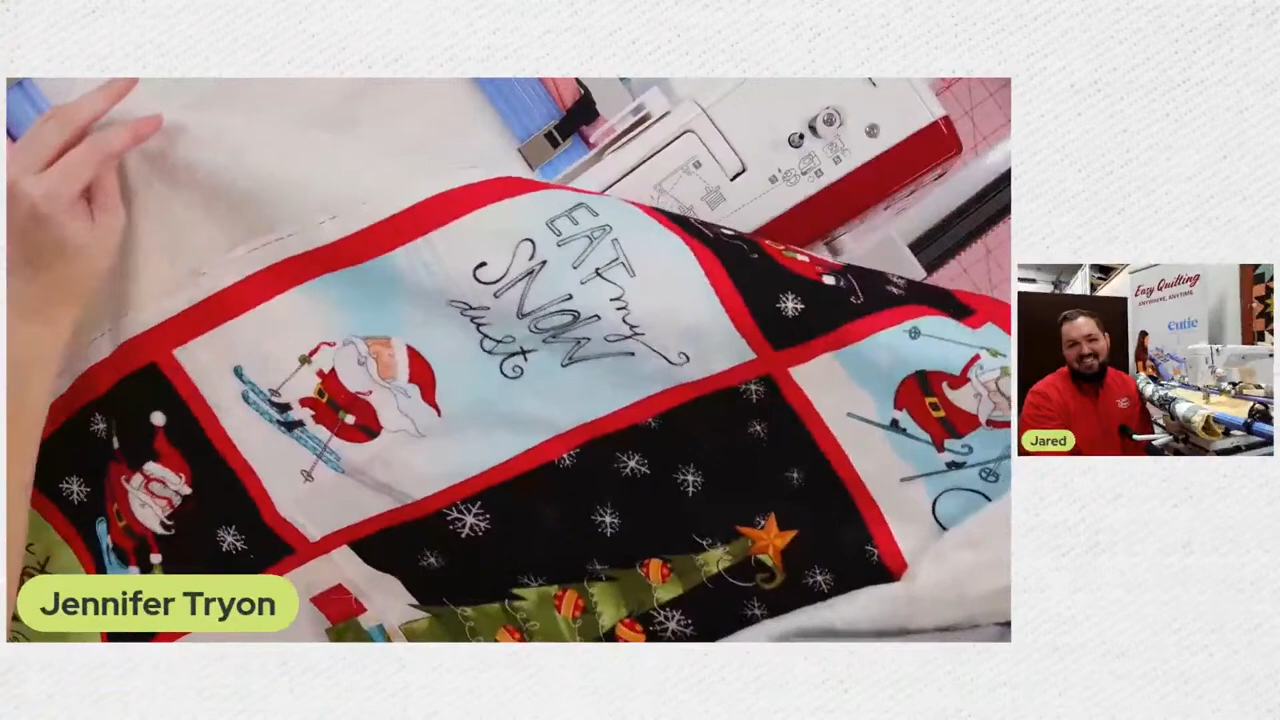 EAT my
SNOW
dust
Jennifer Tryon
Easy Quilting
ANYWHERE, ANYTIME
Cutie
Jared